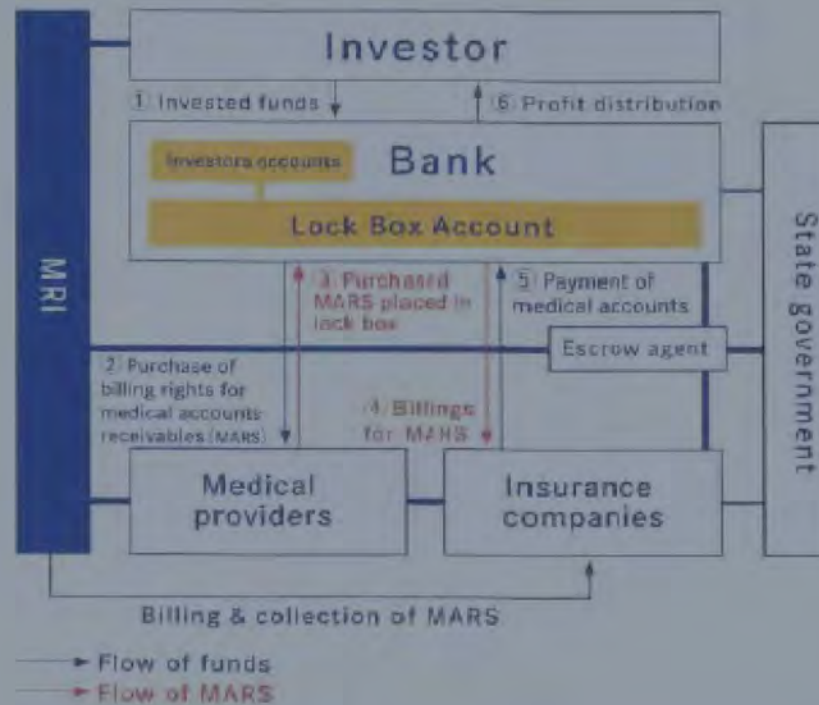 Investor
① Invested funds
⑥ Profit distribution
Investors accounts
Bank
Lock Box Account
MRI
③ Purchased
MARS placed in
lack box
⑤ Payment of
medical accounts
Escrow agent
② Purchase of
billing rights for
medical accounts
receivables (MARS)
④ Billings
for MARS
State government
Medical
providers
Insurance
companies
Billing & collection of MARS
Flow of funds
Flow of MARS